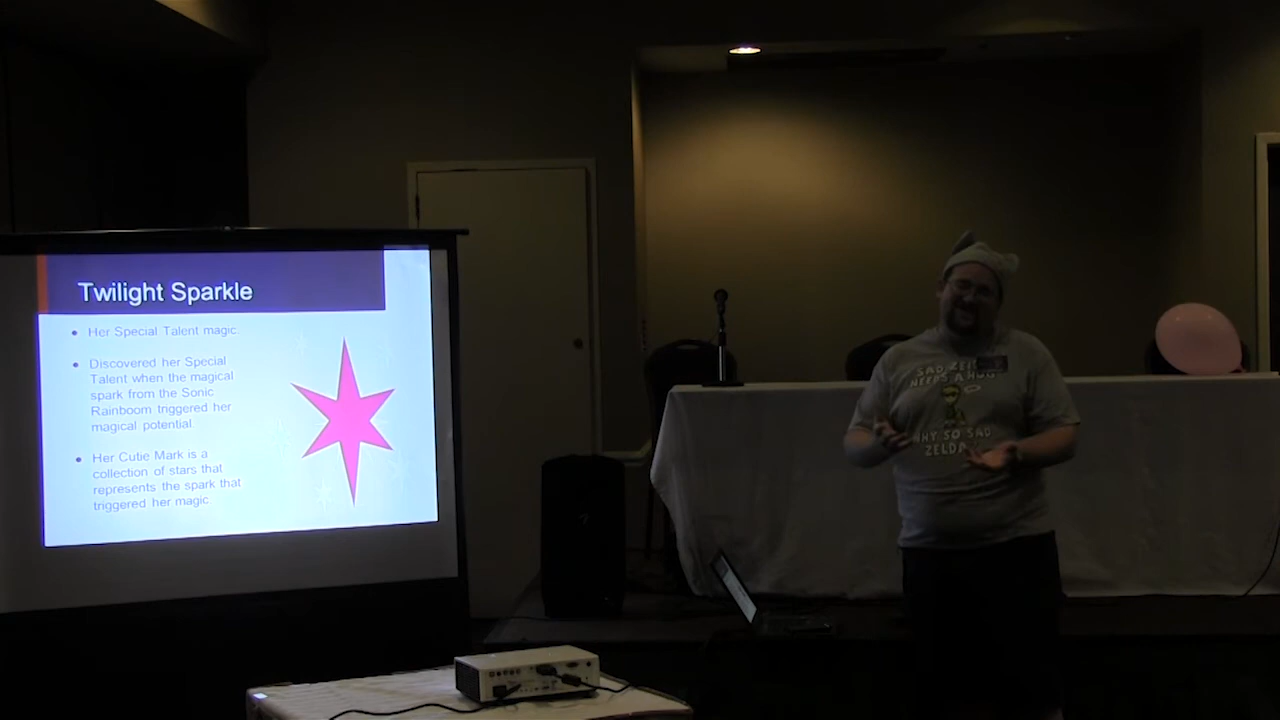 Twilight Sparkle
Her Special Talent magic.
Discovered her Special
Talent when the magical
spark from the Sonic
Rainboom triggered her
magical potential.
Her Cutie Mark is a
collection of stars that
represents the spark that
triggered her magic.
SAD ZELDA
NEEDS A HUG
WHY SO SAD
ZELDA